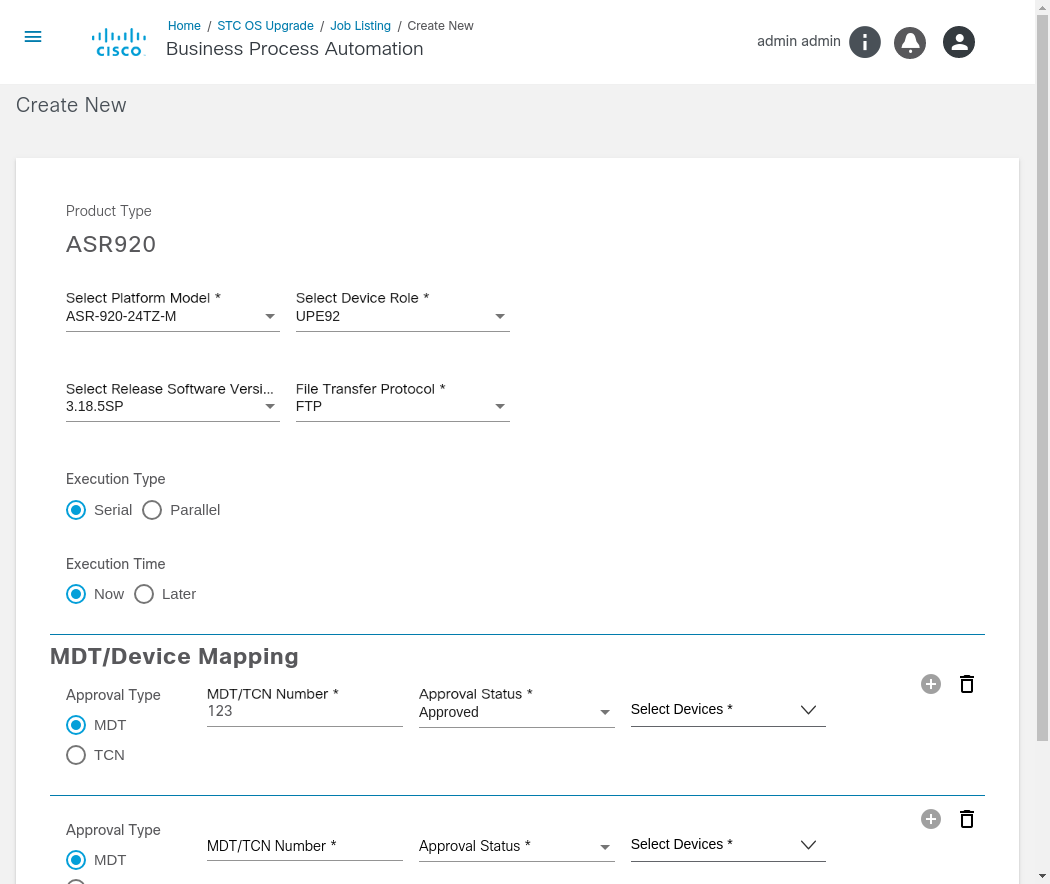 Home / STC OS Upgrade / Job Listing / Create New
cisco
Business Process Automation
admin admin
Create New
Product Type
ASR920
Select Platform Model *
ASR-920-24TZ-M
Select Device Role *
UPE92
Select Release Software Versi...
3.18.5SP
File Transfer Protocol *
FTP
Execution Type
Serial Parallel
Execution Time
Now Later
MDT/Device Mapping
Approval Type
MDT
TCN
MDT/TCN Number *
123
Approval Status *
Approved
Select Devices *
Approval Type
MDT
MDT/TCN Number *
Approval Status *
Select Devices *